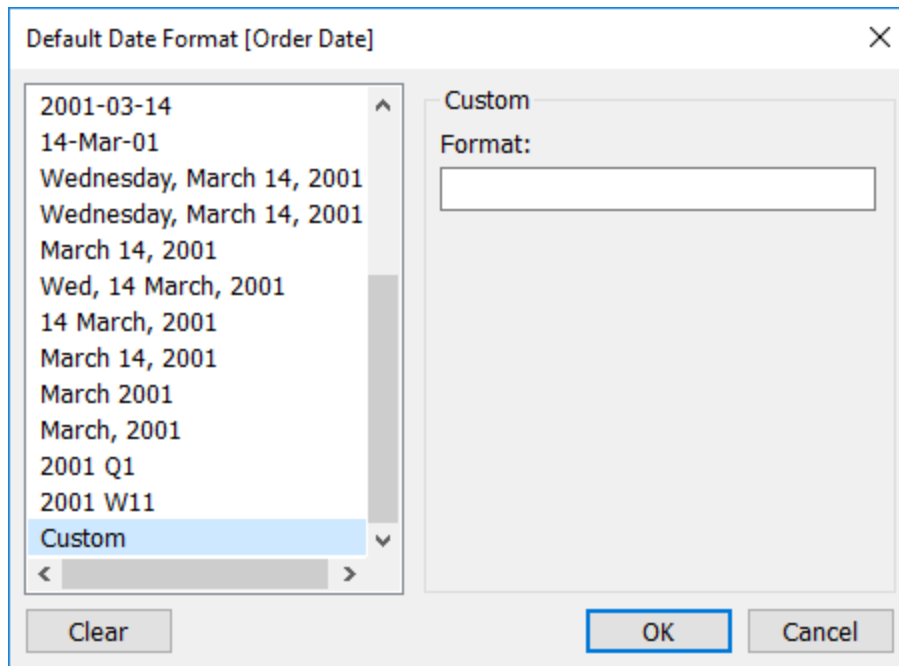 Default Date Format [Order Date]
2001-03-14
14-Mar-01
Wednesday, March 14, 2001
Wednesday, March 14, 2001
March 14, 2001
Wed, 14 March, 2001
14 March, 2001
March 14, 2001
March 2001
March, 2001
2001 Q1
2001 W11
Custom
Custom
Format:
Clear
OK
Cancel